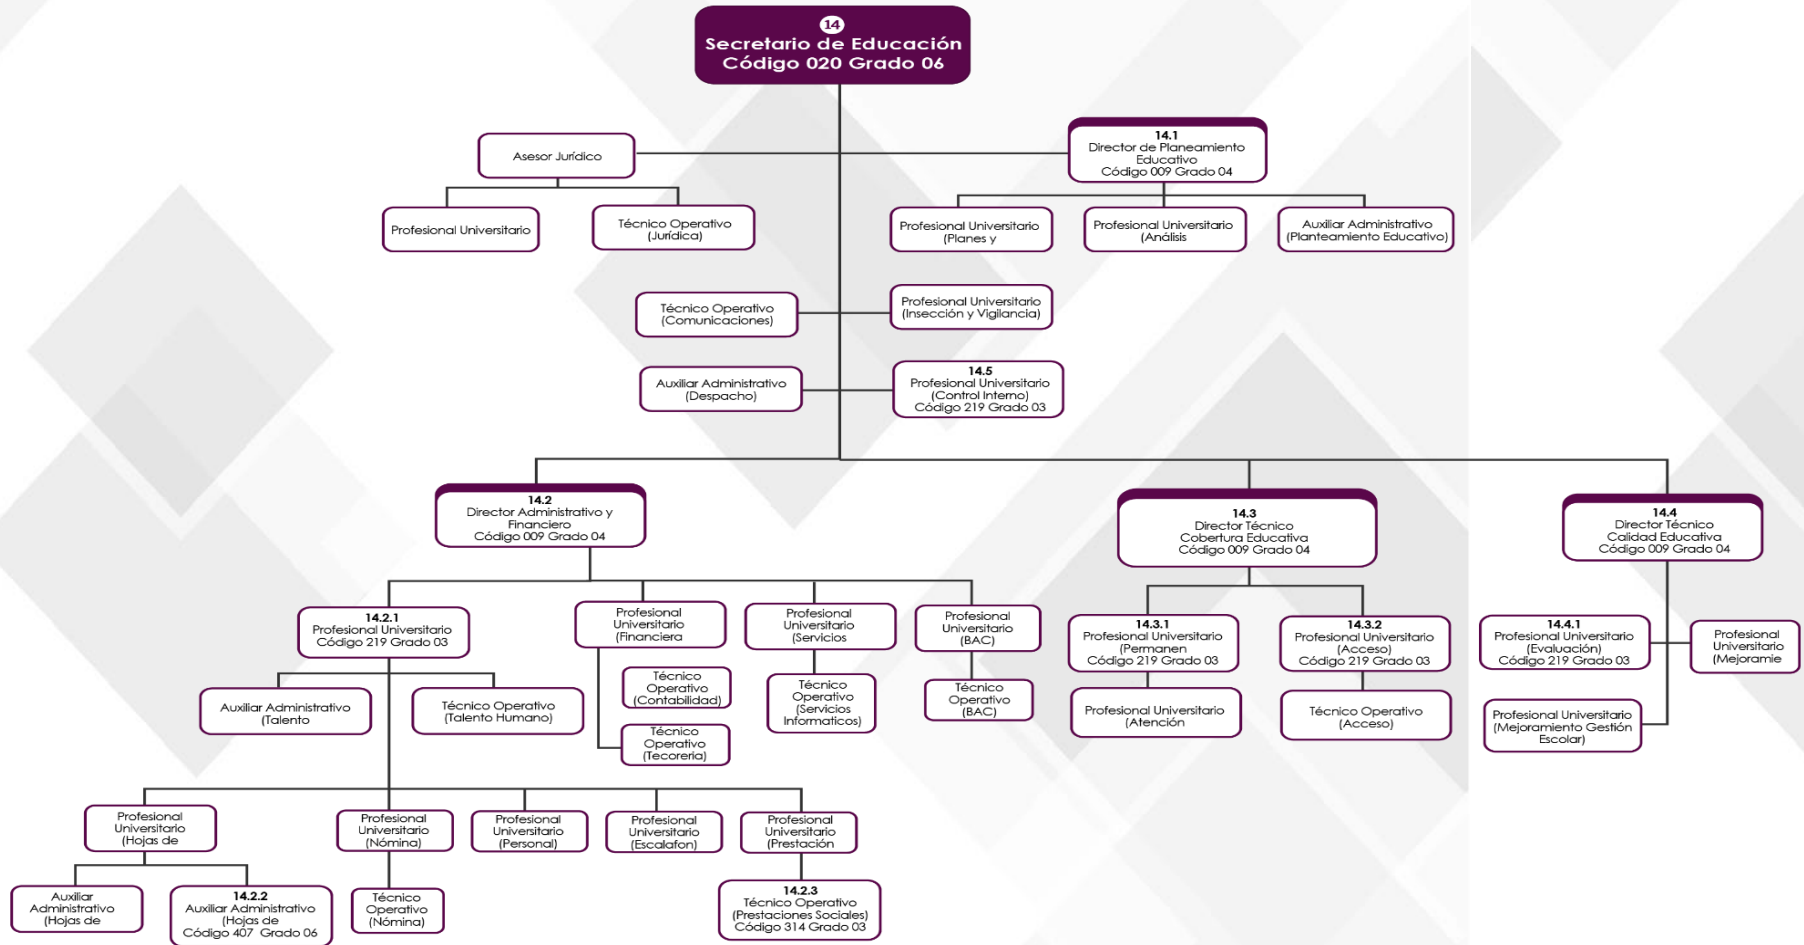 14
Secretario de Educación
Código 020 Grado 06
Asesor Jurídico
14.1
Director de Planeamiento
Educativo
Código 009 Grado 04
Profesional Universitario
Técnico Operativo
(Jurídica)
Profesional Universitario
(Planes y
Profesional Universitario
(Análisis
Auxiliar Administrativo
(Planteamiento Educativo)
Técnico Operativo
(Comunicaciones)
Profesional Universitario
(Insección y Vigilancia)
Auxiliar Administrativo
(Despacho)
14.5
Profesional Universitario
(Control Interno)
Código 219 Grado 03
14.2
Director Administrativo y
Financiero
Código 009 Grado 04
14.3
Director Técnico
Cobertura Educativa
Código 009 Grado 04
14.4
Director Técnico
Calidad Educativa
Código 009 Grado 04
14.2.1
Profesional Universitario
Código 219 Grado 03
Profesional
Universitario
(Financiera
Profesional
Universitario
(Servicios
Profesional
Universitario
(BAC)
14.3.1
Profesional Universitario
(Permanen
Código 219 Grado 03
14.3.2
Profesional Universitario
(Acceso)
Código 219 Grado 03
14.4.1
Profesional Universitario
(Evaluación)
Código 219 Grado 03
Profesional
Universitario
(Mejoramie
Auxiliar Administrativo
(Talento
Técnico Operativo
(Talento Humano)
Técnico
Operativo
(Contabilidad)
Técnico
Operativo
(Tecoreria)
Técnico
Operativo
(Servicios
Informaticos)
Técnico
Operativo
(BAC)
Profesional Universitario
(Atención
Técnico Operativo
(Acceso)
Profesional Universitario
(Mejoramiento Gestión
Escolar)
Profesional
Universitario
(Hojas de
Profesional
Universitario
(Nómina)
Profesional
Universitario
(Personal)
Profesional
Universitario
(Escalafon)
Profesional
Universitario
(Prestación
Auxiliar
Administrativo
(Hojas de
14.2.2
Auxiliar Administrativo
(Hojas de
Código 407 Grado 06
Técnico
Operativo
(Nómina)
14.2.3
Técnico Operativo
(Prestaciones Sociales)
Código 314 Grado 03